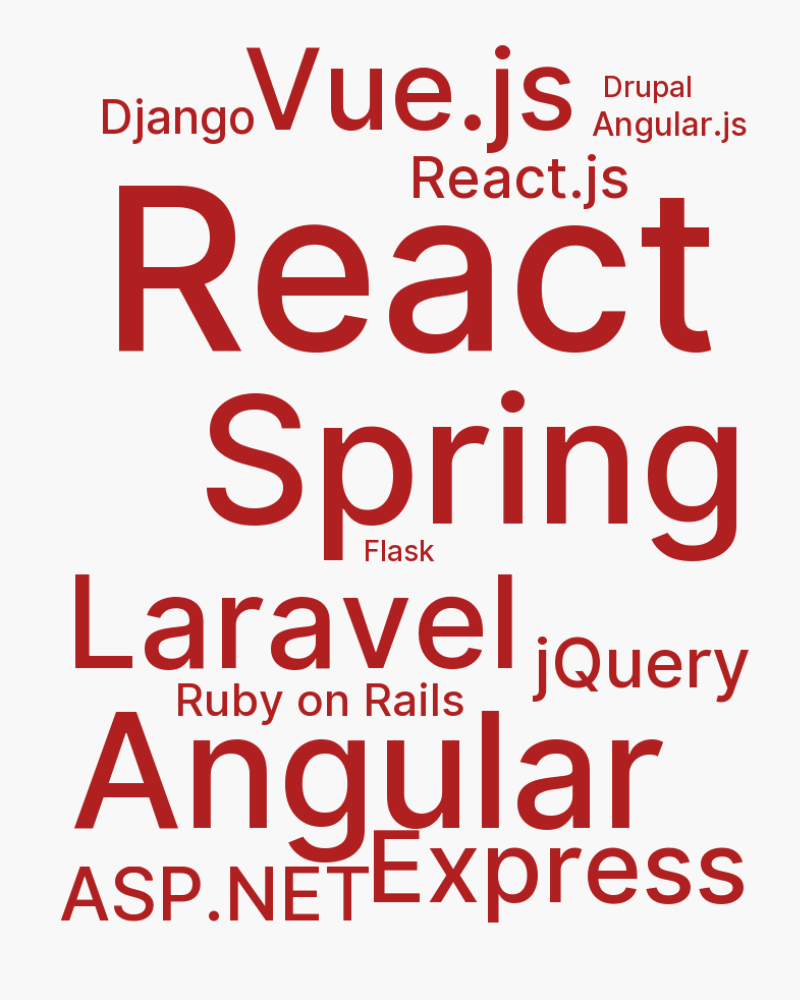 Vue.js
Drupal
Django
Angular.js
React.js
React
Spring
Flask
Laravel
jQuery
Ruby on Rails
Angular
Express
ASP.NET